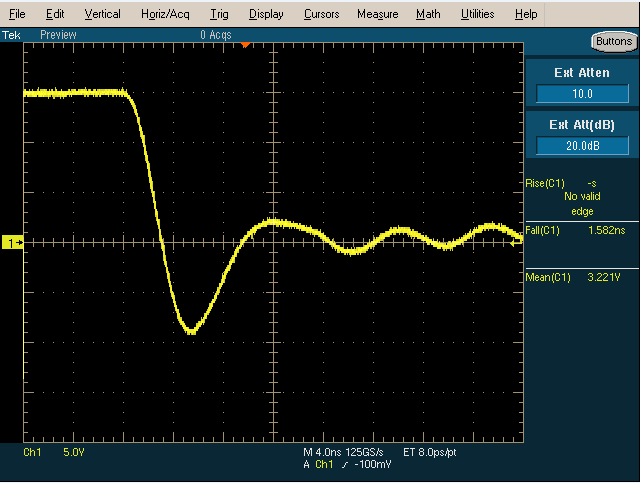 File Edit Vertical Horiz/Acq Trig Display Cursors Measure Math Utilities Help
Tek Preview 0 Acqs Buttons
Ext Atten
10.0
Ext Att(dB)
20.0dB
Rise(C1) -s
No valid
edge
Fall(C1) 1.582ns
1
Mean(C1) 3.221V
Ch1 5.0V M 4.0ns 125GS/s ET 8.0ps/pt
A Ch1 -100mV